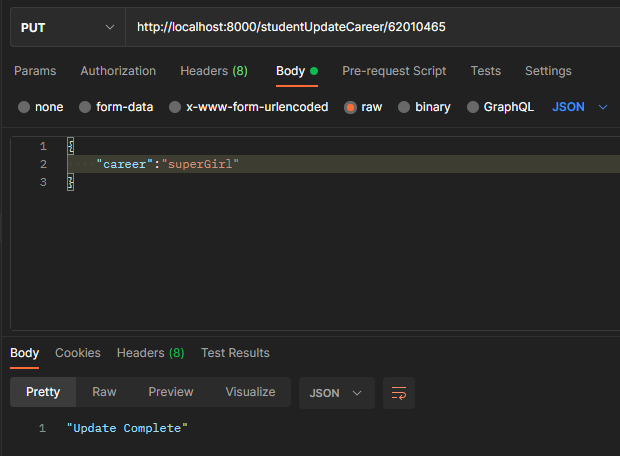 PUT http://localhost:8000/studentUpdateCareer/62010465
Params Authorization Headers (8) Body Pre-request Script Tests Settings
none form-data x-www-form-urlencoded raw binary GraphQL JSON
1 {
2 "career":"superGirl"
3 }
Body Cookies Headers (8) Test Results
Pretty Raw Preview Visualize JSON
1 "Update Complete"